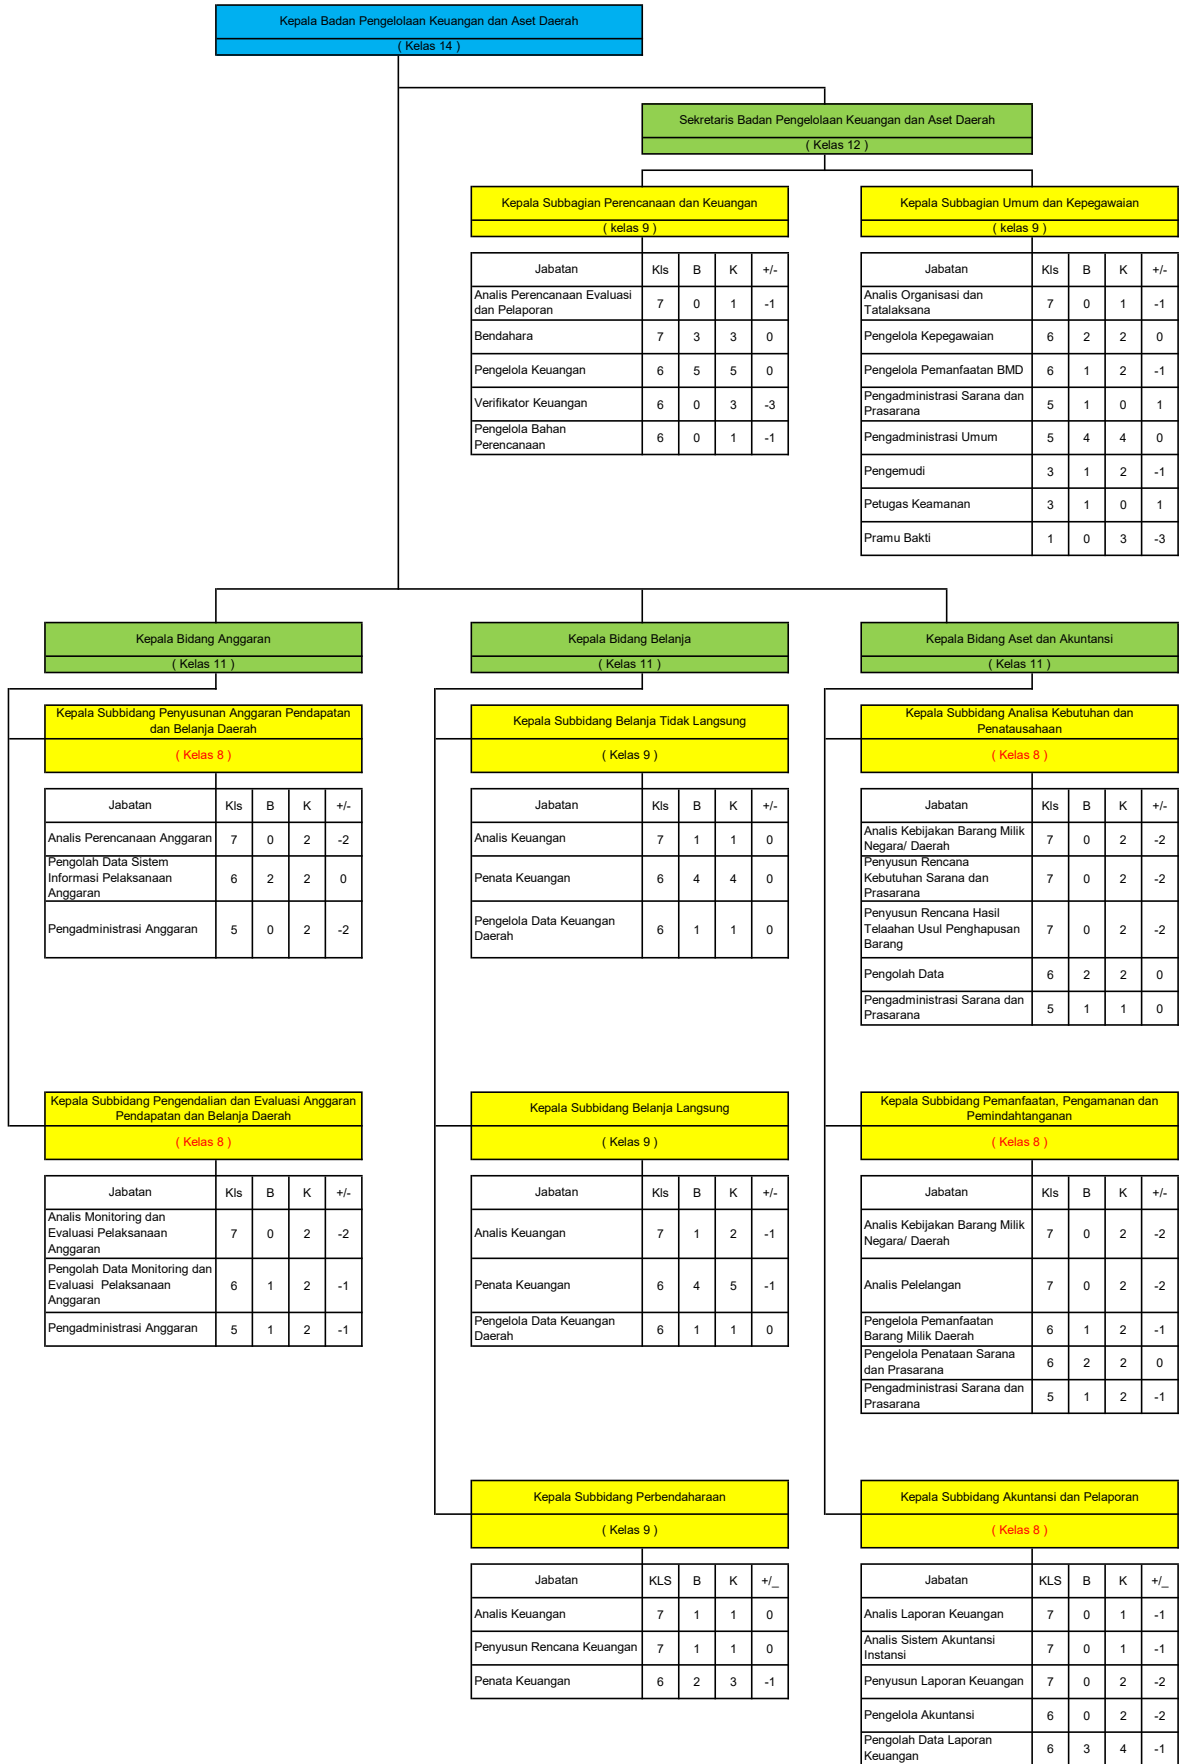 Kepala Badan Pengelolaan Keuangan dan Aset Daerah
( Kelas 14 )
Sekretaris Badan Pengelolaan Keuangan dan Aset Daerah
( Kelas 12 )
Kepala Subbagian Perencanaan dan Keuangan
( kelas 9 )
Jabatan Kls B K +/-
Analis Perencanaan Evaluasi
dan Pelaporan 7 0 1 -1
Bendahara 7 3 3 0
Pengelola Keuangan 6 5 5 0
Verifikator Keuangan 6 0 3 -3
Pengelola Bahan
Perencanaan 6 0 1 -1
Kepala Subbagian Umum dan Kepegawaian
( kelas 9 )
Jabatan Kls B K +/-
Analis Organisasi dan
Tatalaksana 7 0 1 -1
Pengelola Kepegawaian 6 2 2 0
Pengelola Pemanfaatan BMD 6 1 2 -1
Pengadministrasi Sarana dan
Prasarana 5 1 0 1
Pengadministrasi Umum 5 4 4 0
Pengemudi 3 1 2 -1
Petugas Keamanan 3 1 0 1
Pramu Bakti 1 0 3 -3
Kepala Bidang Anggaran
( Kelas 11 )
Kepala Subbidang Penyusunan Anggaran Pendapatan
dan Belanja Daerah
( Kelas 8 )
Jabatan Kls B K +/-
Analis Perencanaan Anggaran 7 0 2 -2
Pengolah Data Sistem
Informasi Pelaksanaan
Anggaran 6 2 2 0
Pengadministrasi Anggaran 5 0 2 -2
Kepala Subbidang Pengendalian dan Evaluasi Anggaran
Pendapatan dan Belanja Daerah
( Kelas 8 )
Jabatan Kls B K +/-
Analis Monitoring dan
Evaluasi Pelaksanaan
Anggaran 7 0 2 -2
Pengolah Data Monitoring dan
Evaluasi Pelaksanaan
Anggaran 6 1 2 -1
Pengadministrasi Anggaran 5 1 2 -1
Kepala Bidang Belanja
( Kelas 11 )
Kepala Subbidang Belanja Tidak Langsung
( Kelas 9 )
Jabatan Kls B K +/-
Analis Keuangan 7 1 1 0
Penata Keuangan 6 4 4 0
Pengelola Data Keuangan
Daerah 6 1 1 0
Kepala Subbidang Belanja Langsung
( Kelas 9 )
Jabatan Kls B K +/-
Analis Keuangan 7 1 2 -1
Penata Keuangan 6 4 5 -1
Pengelola Data Keuangan
Daerah 6 1 1 0
Kepala Subbidang Perbendaharaan
( Kelas 9 )
Jabatan KLS B K +/_
Analis Keuangan 7 1 1 0
Penyusun Rencana Keuangan 7 1 1 0
Penata Keuangan 6 2 3 -1
Kepala Bidang Aset dan Akuntansi
( Kelas 11 )
Kepala Subbidang Analisa Kebutuhan dan
Penatausahaan
( Kelas 8 )
Jabatan Kls B K +/-
Analis Kebijakan Barang Milik
Negara/ Daerah 7 0 2 -2
Penyusun Rencana
Kebutuhan Sarana dan
Prasarana 7 0 2 -2
Penyusun Rencana Hasil
Telaahan Usul Penghapusan
Barang 7 0 2 -2
Pengolah Data 6 2 2 0
Pengadministrasi Sarana dan
Prasarana 5 1 1 0
Kepala Subbidang Pemanfaatan, Pengamanan dan
Pemindahtanganan
( Kelas 8 )
Jabatan Kls B K +/-
Analis Kebijakan Barang Milik
Negara/ Daerah 7 0 2 -2
Analis Pelelangan 7 0 2 -2
Pengelola Pemanfaatan
Barang Milik Daerah 6 1 2 -1
Pengelola Penataan Sarana
dan Prasarana 6 2 2 0
Pengadministrasi Sarana dan
Prasarana 5 1 2 -1
Kepala Subbidang Akuntansi dan Pelaporan
( Kelas 8 )
Jabatan KLS B K +/_
Analis Laporan Keuangan 7 0 1 -1
Analis Sistem Akuntansi
Instansi 7 0 1 -1
Penyusun Laporan Keuangan 7 0 2 -2
Pengelola Akuntansi 6 0 2 -2
Pengolah Data Laporan
Keuangan 6 3 4 -1